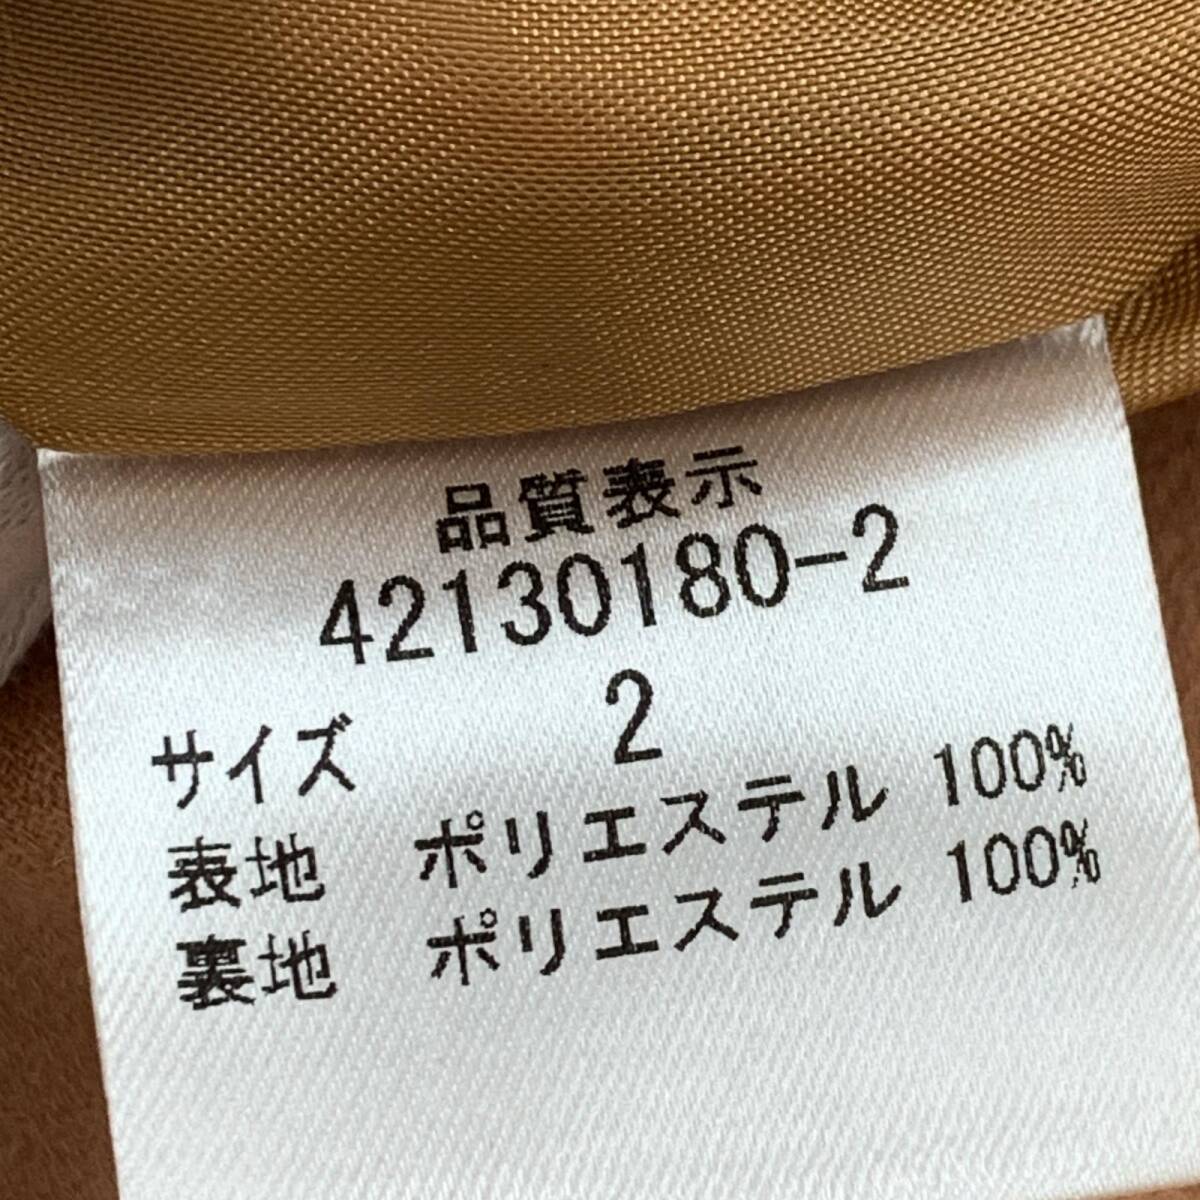 品質表示
42130180-2
サイズ 2
表地 ポリエステル 100%
裏地 ポリエステル 100%